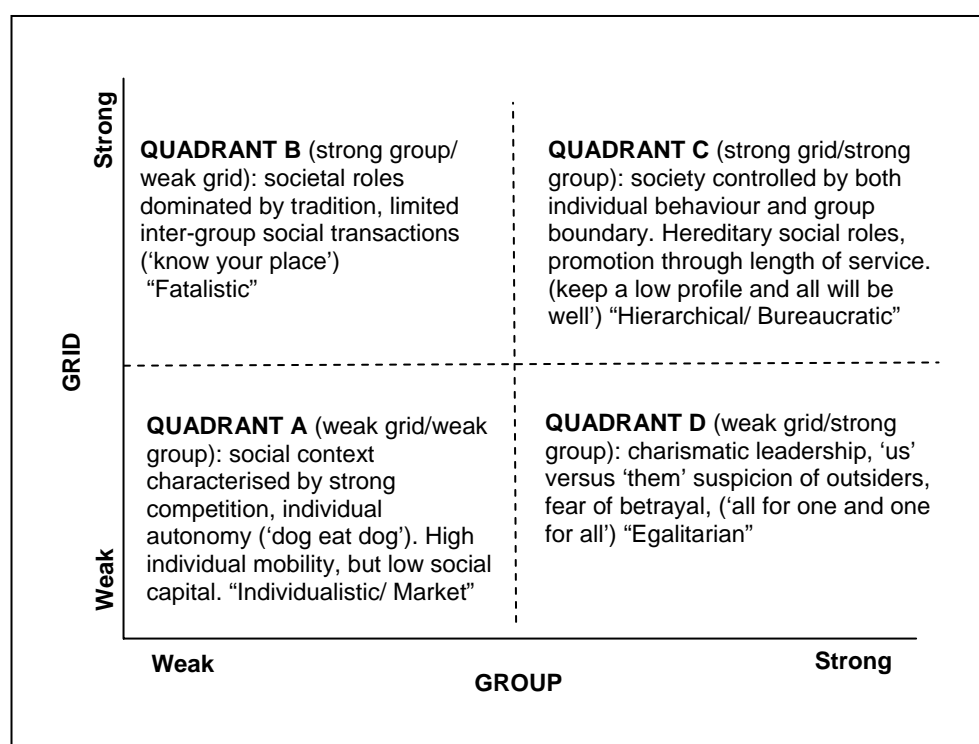 Strong
QUADRANT B (strong group/
weak grid): societal roles
dominated by tradition, limited
inter-group social transactions
(‘know your place’)
“Fatalistic”
QUADRANT C (strong grid/strong
group): society controlled by both
individual behaviour and group
boundary. Hereditary social roles,
promotion through length of service.
(keep a low profile and all will be
well’) “Hierarchical/ Bureaucratic”
GRID
QUADRANT A (weak grid/weak
group): social context
characterised by strong
competition, individual
autonomy (‘dog eat dog’). High
individual mobility, but low social
capital. “Individualistic/ Market”
QUADRANT D (weak grid/strong
group): charismatic leadership, ‘us’
versus ‘them’ suspicion of outsiders,
fear of betrayal, (‘all for one and one
for all’) “Egalitarian”
Weak
Weak
Strong
GROUP